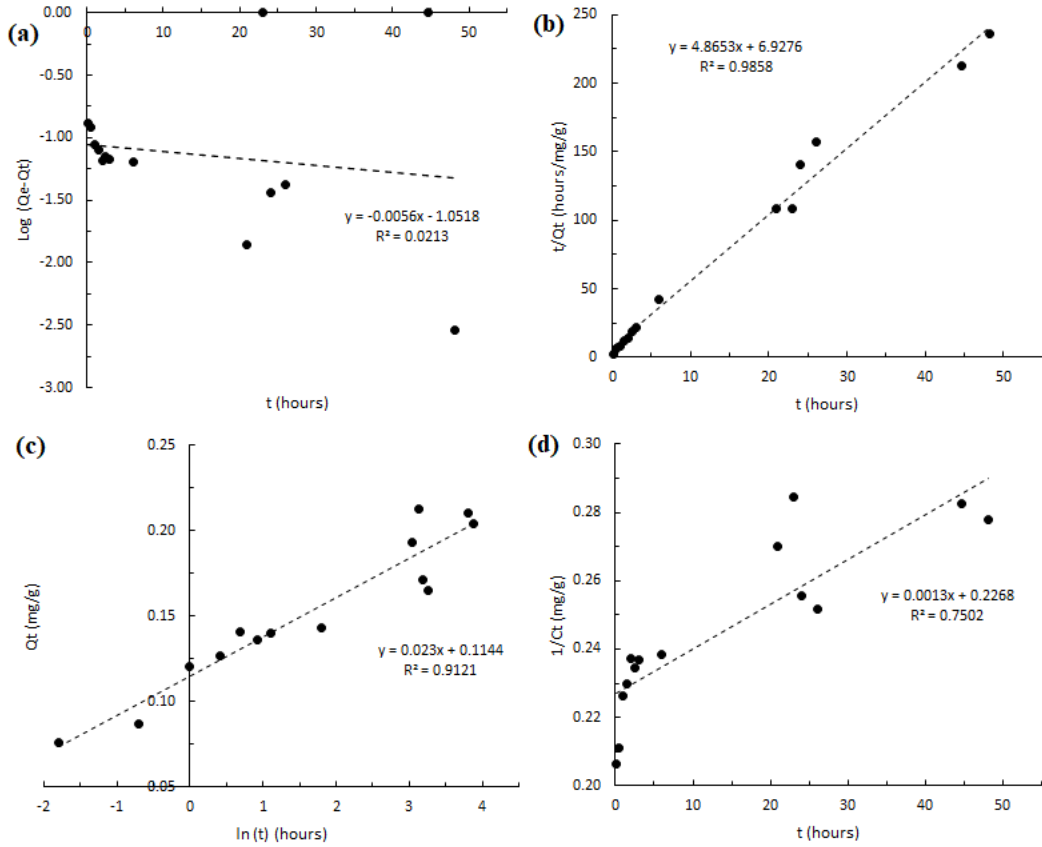 (a)
0 20 40 60
0.00
-0.50
-1.00
-1.50
-2.00
-2.50
-3.00
Log (Qe-Qt)
y = -0.0056x - 1.0518
R² = 0.0213
t (hours)
(b)
250
200
150
100
50
0
t/Qt (hours/mg/g)
y = 4.8653x + 6.9276
R² = 0.9858
0 10 20 30 40 50
t (hours)
(c)
0.25
0.20
0.15
0.10
0.05
Qt (mg/g)
y = 0.023x + 0.1144
R² = 0.9121
-2 -1 0 1 2 3 4
ln (t) (hours)
(d)
0.30
0.28
0.26
0.24
0.22
0.20
1/Ct (mg/g)
y = 0.0013x + 0.2268
R² = 0.7502
0 10 20 30 40 50
t (hours)